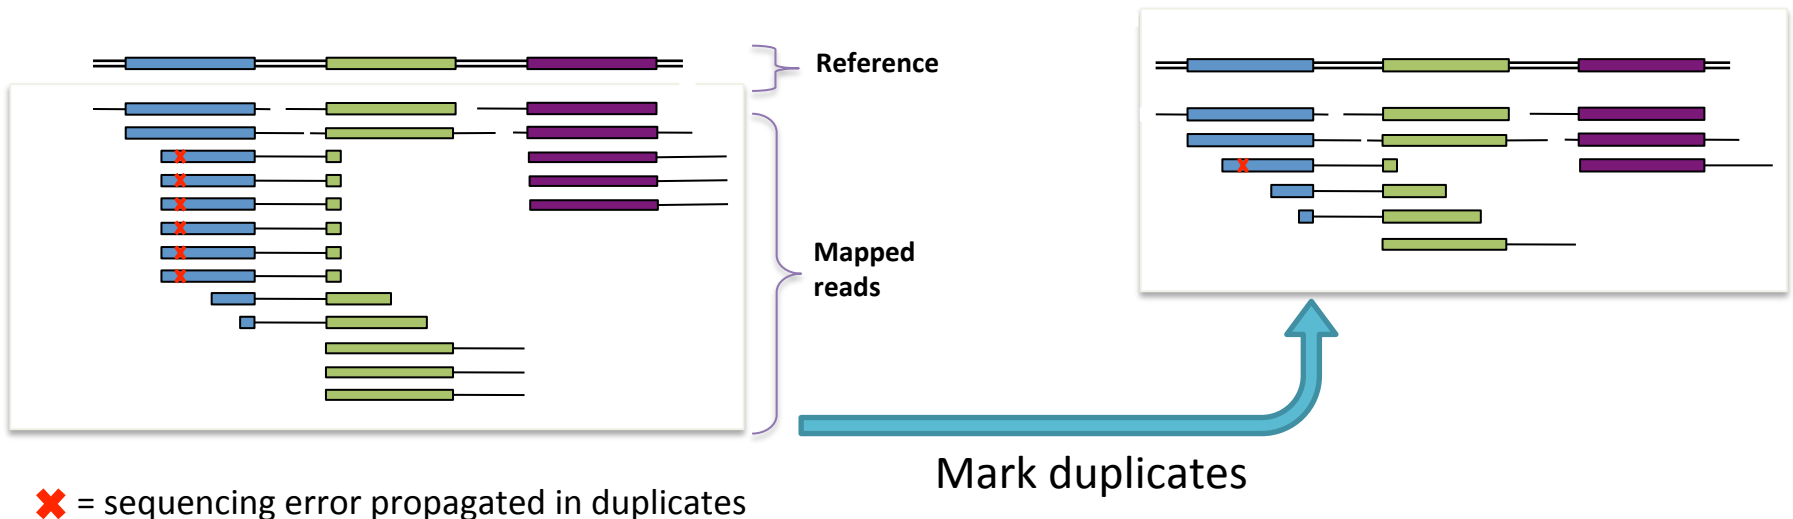 Reference
Mapped
reads
Mark duplicates
= sequencing error propagated in duplicates